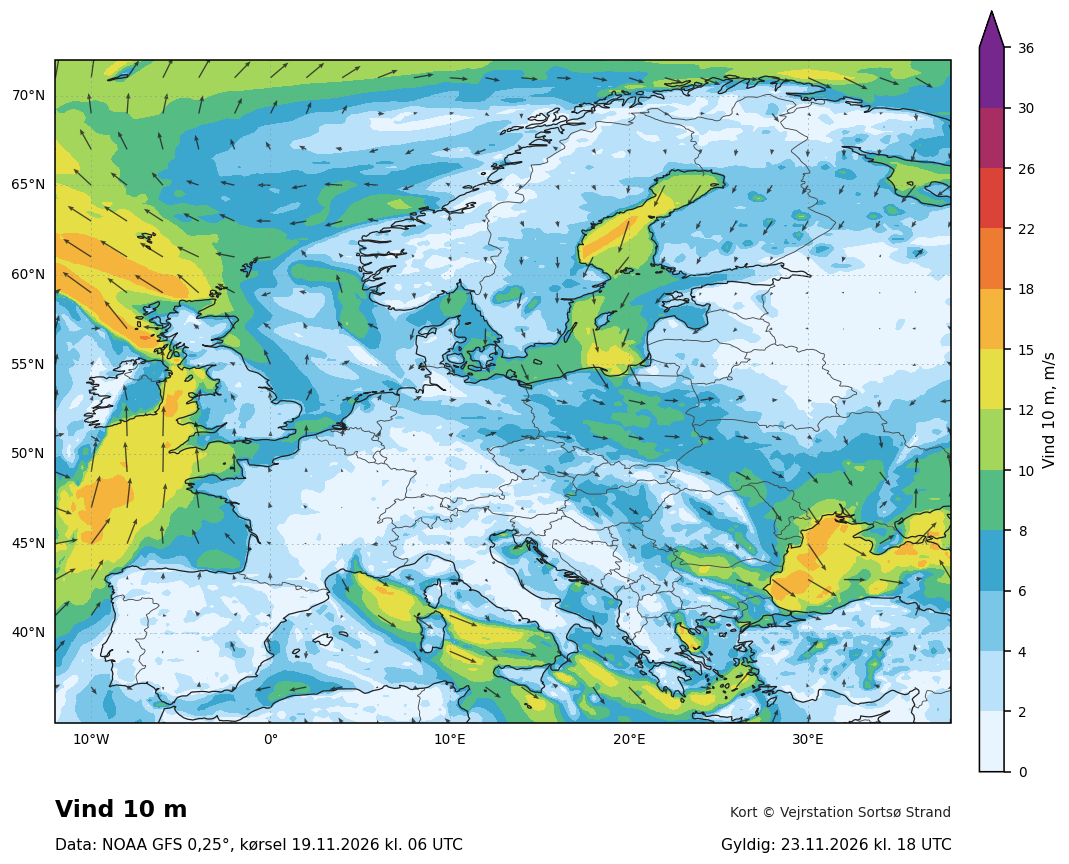 36
30
26
22
18
15
12
10
8
6
4
2
0
Vind 10 m, m/s
70°N
65°N
60°N
55°N
50°N
45°N
40°N
10°W
0°
10°E
20°E
30°E
Vind 10 m
Kort © Vejrstation Sortsø Strand
Data: NOAA GFS 0,25°, kørsel 19.11.2026 kl. 06 UTC
Gyldig: 23.11.2026 kl. 18 UTC